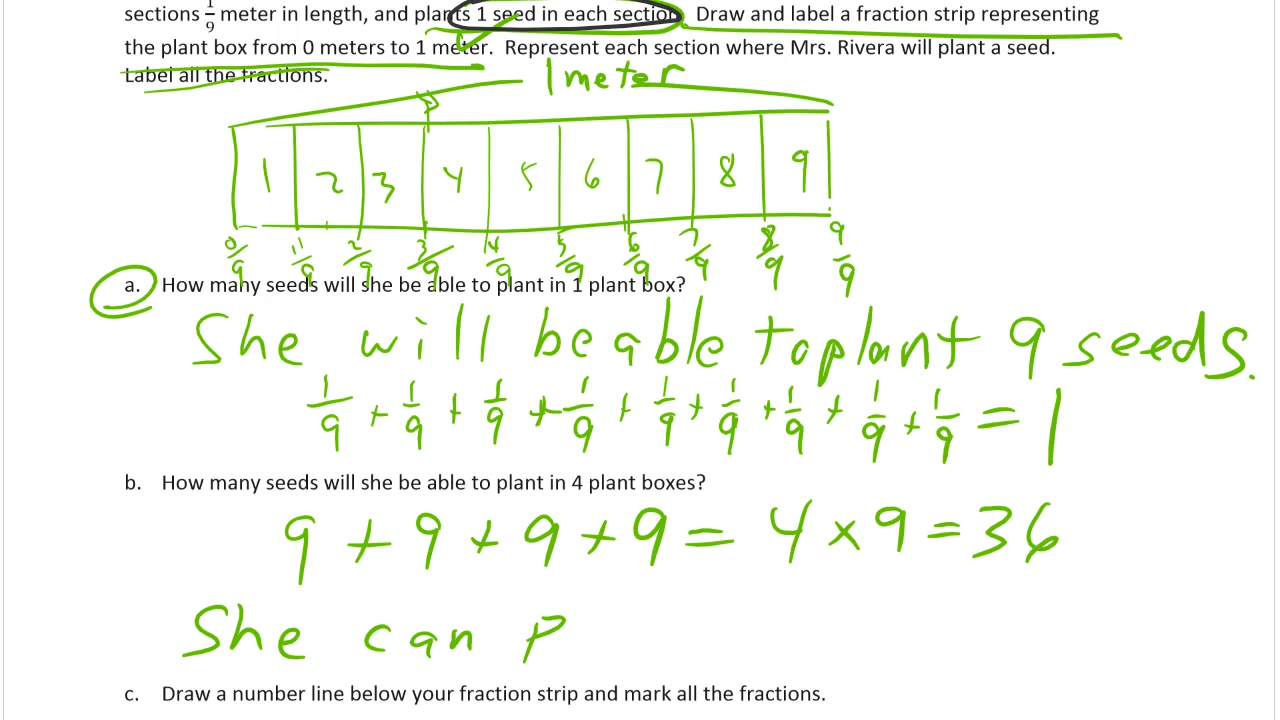 sections 1/9 meter in length, and plants 1 seed in each section. Draw and label a fraction strip representing
the plant box from 0 meters to 1 meter. Represent each section where Mrs. Rivera will plant a seed.
Label all the fractions.
1 meter
1 2 3 4 5 6 7 8 9
0/9 1/9 2/9 3/9 4/9 5/9 6/9 7/9 8/9 9/9
a. How many seeds will she be able to plant in 1 plant box?
She will be able to plant 9 seeds.
1/9 + 1/9 + 1/9 + 1/9 + 1/9 + 1/9 + 1/9 + 1/9 + 1/9 = 1
b. How many seeds will she be able to plant in 4 plant boxes?
9 + 9 + 9 + 9 = 4 × 9 = 36
She can p
c. Draw a number line below your fraction strip and mark all the fractions.